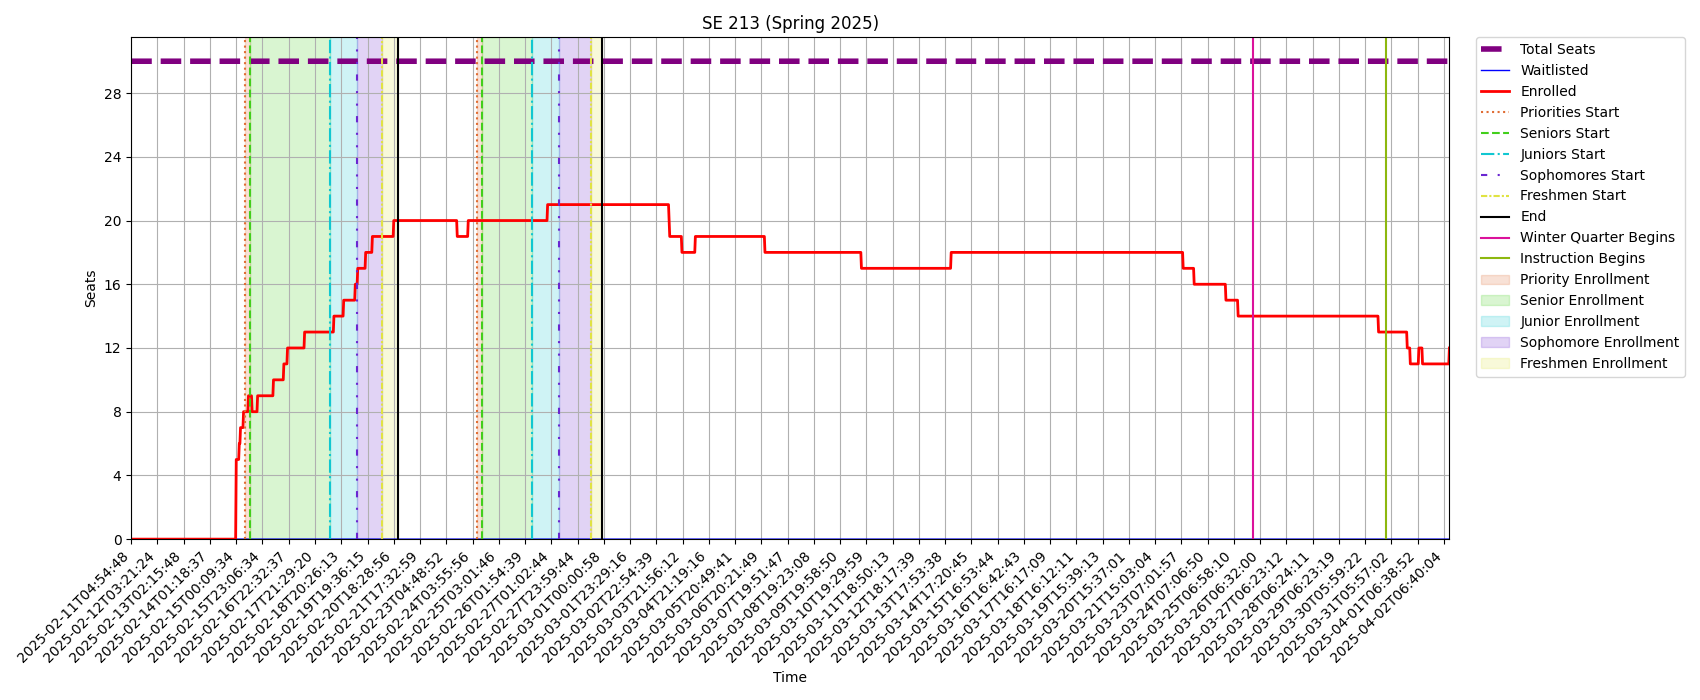 SE 213 (Spring 2025)
Seats
28
24
20
16
12
8
4
0
2025-02-11T04:54:48
2025-02-12T03:21:24
2025-02-13T02:15:48
2025-02-14T01:18:37
2025-02-15T00:09:34
2025-02-15T23:06:34
2025-02-16T22:32:37
2025-02-17T21:29:20
2025-02-18T20:26:13
2025-02-19T19:36:15
2025-02-20T18:28:56
2025-02-21T17:32:59
2025-02-23T04:48:52
2025-02-24T03:55:56
2025-02-25T03:01:46
2025-02-26T01:54:39
2025-02-27T01:02:44
2025-02-27T23:59:44
2025-03-01T00:00:58
2025-03-01T23:29:16
2025-03-02T22:54:39
2025-03-03T21:56:12
2025-03-04T21:19:16
2025-03-05T20:49:41
2025-03-06T20:21:49
2025-03-07T19:51:47
2025-03-08T19:23:08
2025-03-09T19:58:50
2025-03-10T19:29:59
2025-03-11T18:50:13
2025-03-12T18:17:39
2025-03-13T17:53:38
2025-03-14T17:20:45
2025-03-15T16:53:44
2025-03-16T16:42:43
2025-03-17T16:17:09
2025-03-18T16:12:11
2025-03-19T15:39:13
2025-03-20T15:37:01
2025-03-21T15:03:04
2025-03-23T07:01:57
2025-03-24T07:06:50
2025-03-25T06:58:10
2025-03-26T06:32:00
2025-03-27T06:23:12
2025-03-28T06:24:11
2025-03-29T06:23:19
2025-03-30T05:59:22
2025-03-31T05:57:02
2025-04-01T06:38:52
2025-04-02T06:40:04
Time
Total Seats
Waitlisted
Enrolled
Priorities Start
Seniors Start
Juniors Start
Sophomores Start
Freshmen Start
End
Winter Quarter Begins
Instruction Begins
Priority Enrollment
Senior Enrollment
Junior Enrollment
Sophomore Enrollment
Freshmen Enrollment